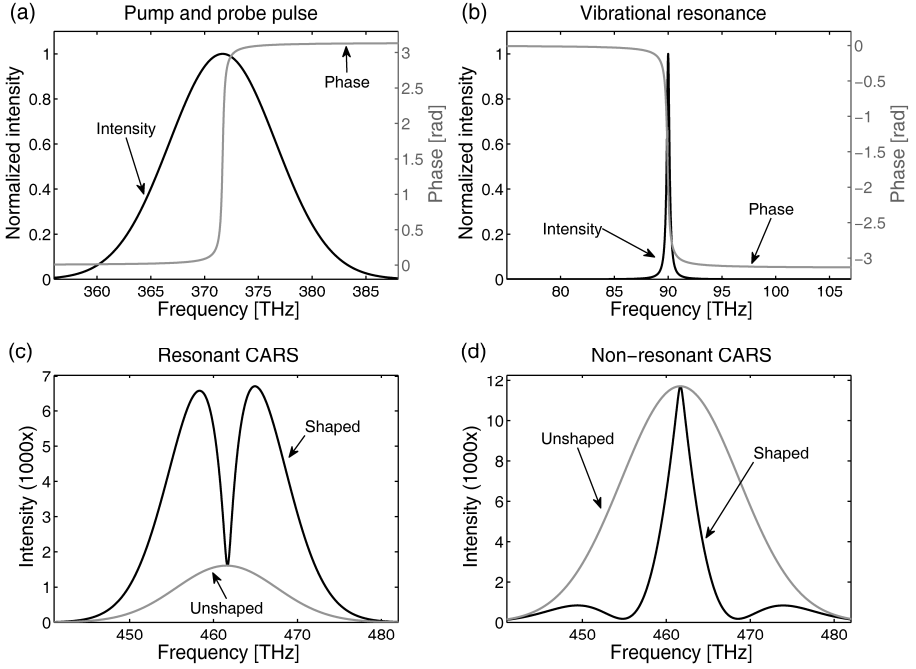 (a)
Pump and probe pulse
Normalized intensity
1
0.8
0.6
0.4
0.2
0
Intensity
Phase
3
2.5
2
1.5
1
0.5
0
Phase [rad]
360 365 370 375 380 385
Frequency [THz]
(b)
Vibrational resonance
Normalized intensity
1
0.8
0.6
0.4
0.2
0
Intensity
Phase
0
−0.5
−1
−1.5
−2
−2.5
−3
Phase [rad]
80 85 90 95 100 105
Frequency [THz]
(c)
Resonant CARS
Intensity (1000x)
7
6
5
4
3
2
1
0
Shaped
Unshaped
450 460 470 480
Frequency [THz]
(d)
Non−resonant CARS
Intensity (1000x)
12
10
8
6
4
2
0
Unshaped
Shaped
450 460 470 480
Frequency [THz]